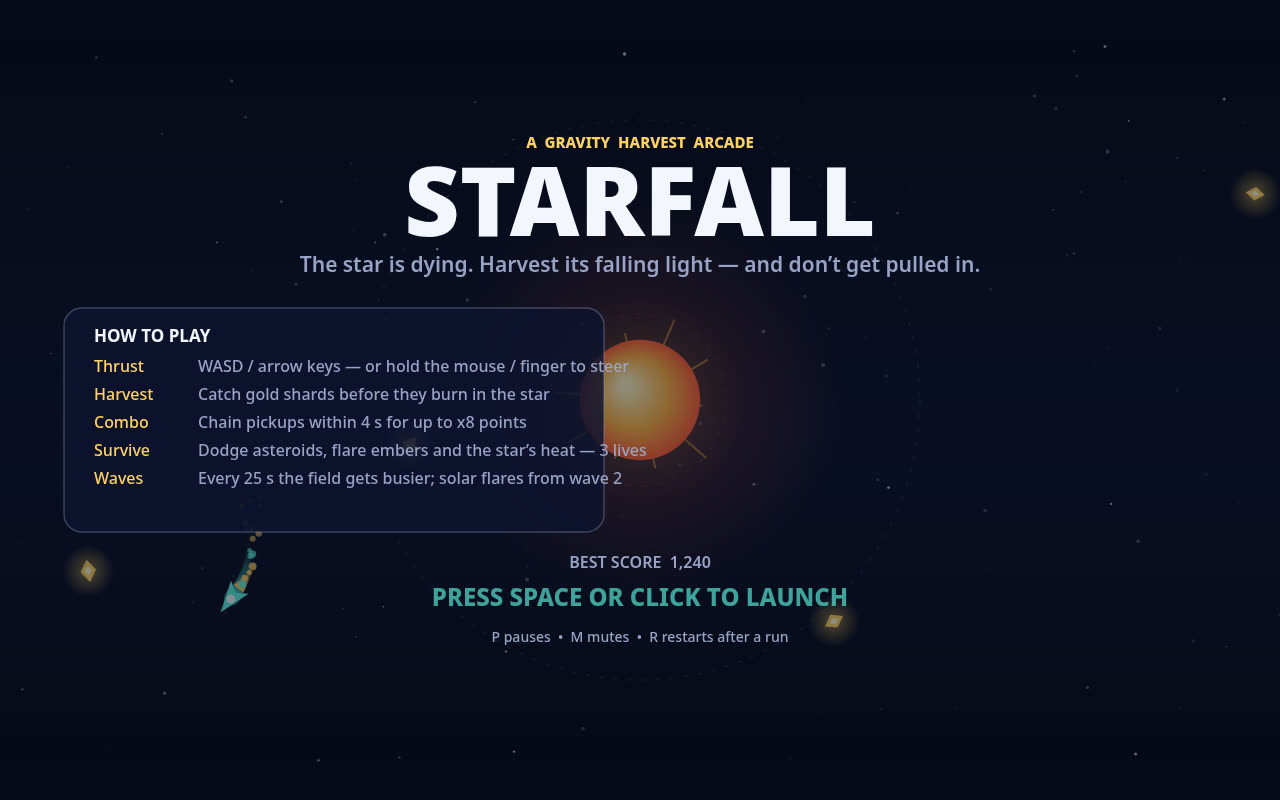 A GRAVITY HARVEST ARCADE
STARFALL
The star is dying. Harvest its falling light — and don’t get pulled in.
HOW TO PLAY
Thrust WASD / arrow keys — or hold the mouse / finger to steer
Harvest Catch gold shards before they burn in the star
Combo Chain pickups within 4 s for up to x8 points
Survive Dodge asteroids, flare embers and the star’s heat — 3 lives
Waves Every 25 s the field gets busier; solar flares from wave 2
BEST SCORE 1,240
PRESS SPACE OR CLICK TO LAUNCH
P pauses • M mutes • R restarts after a run